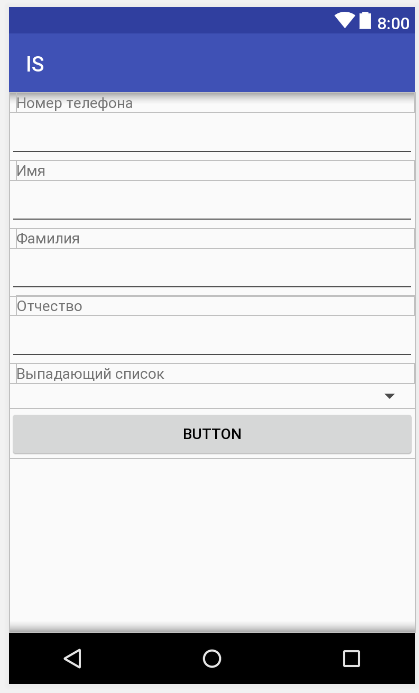 8:00
IS
Номер телефона
Имя
Фамилия
Отчество
Выпадающий список
BUTTON